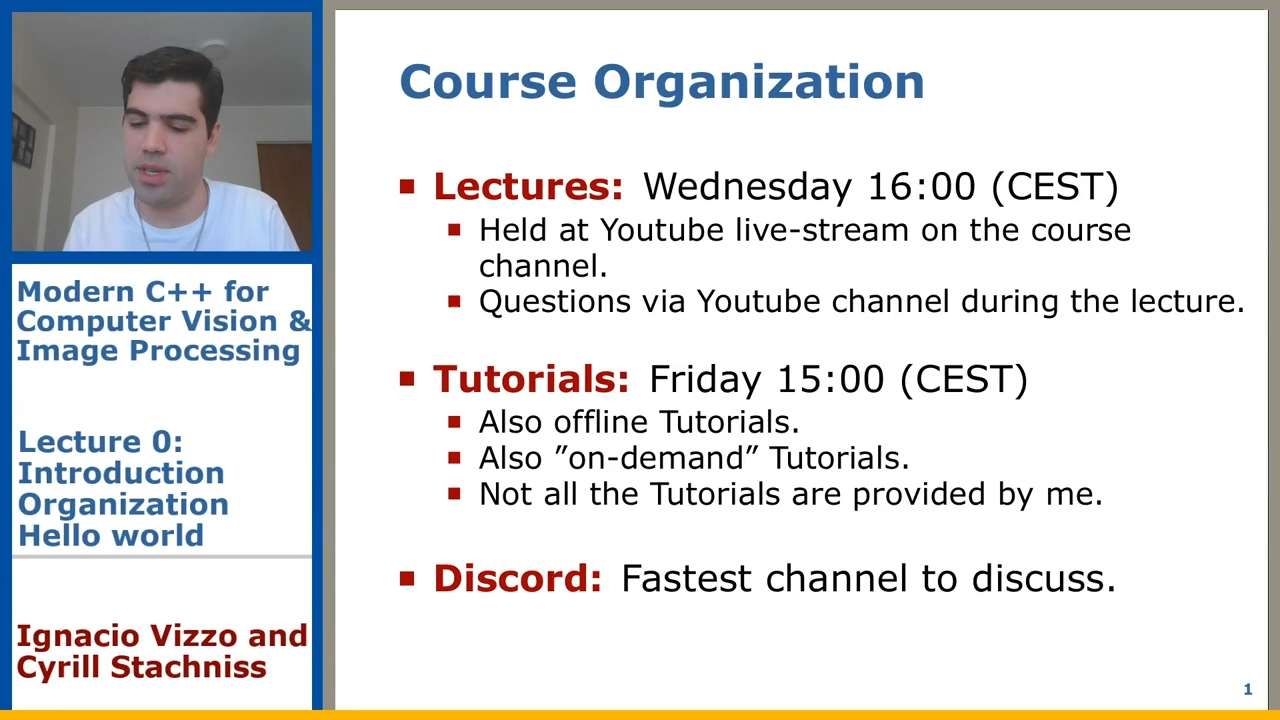 Course Organization
Lectures: Wednesday 16:00 (CEST)
Held at Youtube live-stream on the course
channel.
Questions via Youtube channel during the lecture.
Tutorials: Friday 15:00 (CEST)
Also offline Tutorials.
Also ”on-demand” Tutorials.
Not all the Tutorials are provided by me.
Discord: Fastest channel to discuss.
1
Modern C++ for
Computer Vision &
Image Processing
Lecture 0:
Introduction
Organization
Hello world
Ignacio Vizzo and
Cyrill Stachniss